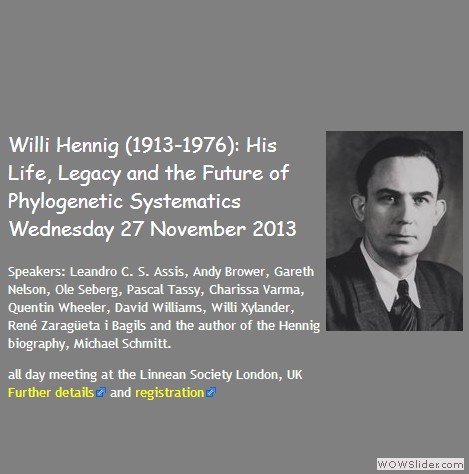 Willi Hennig (1913-1976): His
Life, Legacy and the Future of
Phylogenetic Systematics
Wednesday 27 November 2013
Speakers: Leandro C. S. Assis, Andy Brower, Gareth
Nelson, Ole Seberg, Pascal Tassy, Charissa Varma,
Quentin Wheeler, David Williams, Willi Xylander,
René Zaragüeta i Bagils and the author of the Hennig
biography, Michael Schmitt.
all day meeting at the Linnean Society London, UK
Further details and registration
WOWSlider.com